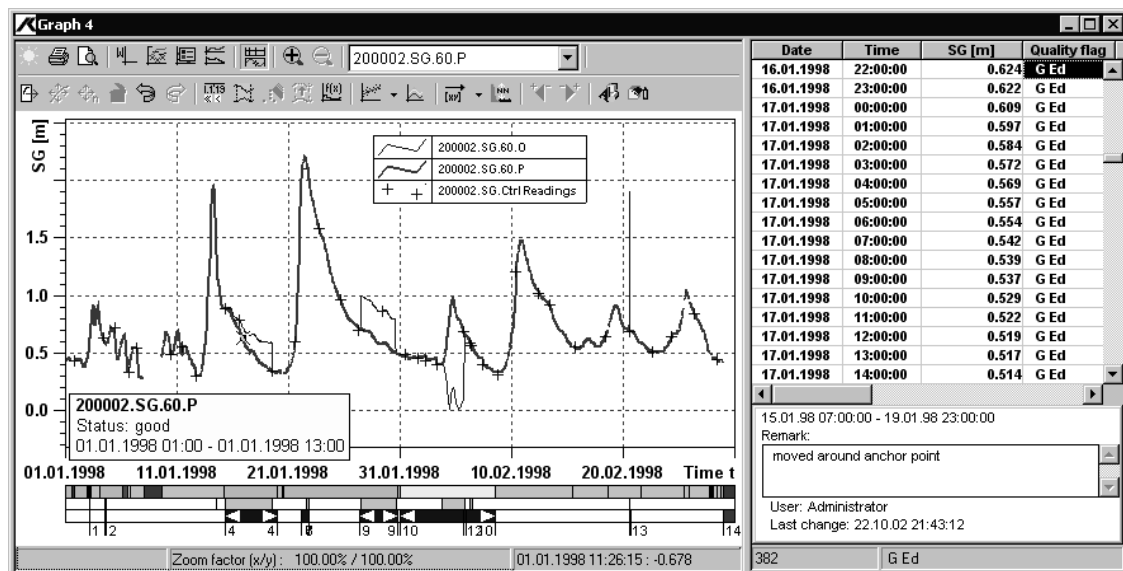 Graph 4
200002.SG.60.P
SG [m]
200002.SG.60.O
200002.SG.60.P
200002.SG.Ctrl Readings
1.5
1.0
0.5
0.0
200002.SG.60.P
Status: good
01.01.1998 01:00 - 01.01.1998 13:00
01.01.1998 11.01.1998 21.01.1998 31.01.1998 10.02.1998 20.02.1998 Time t
1 2 4 4 9 9 10 13 14
Zoom factor (x/y) : 100.00% / 100.00% 01.01.1998 11:26:15 : -0.678
Date Time SG [m] Quality flag
16.01.1998 22:00:00 0.624 G Ed
16.01.1998 23:00:00 0.622 G Ed
17.01.1998 00:00:00 0.609 G Ed
17.01.1998 01:00:00 0.597 G Ed
17.01.1998 02:00:00 0.584 G Ed
17.01.1998 03:00:00 0.572 G Ed
17.01.1998 04:00:00 0.569 G Ed
17.01.1998 05:00:00 0.557 G Ed
17.01.1998 06:00:00 0.554 G Ed
17.01.1998 07:00:00 0.542 G Ed
17.01.1998 08:00:00 0.539 G Ed
17.01.1998 09:00:00 0.537 G Ed
17.01.1998 10:00:00 0.529 G Ed
17.01.1998 11:00:00 0.522 G Ed
17.01.1998 12:00:00 0.519 G Ed
17.01.1998 13:00:00 0.517 G Ed
17.01.1998 14:00:00 0.514 G Ed
15.01.98 07:00:00 - 19.01.98 23:00:00
Remark:
moved around anchor point
User: Administrator
Last change: 22.10.02 21:43:12
382 G Ed